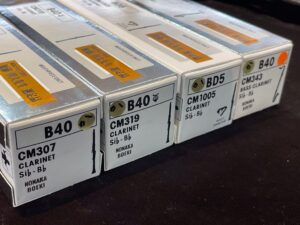 B40
CM307
CLARINET
Si♭ - B♭
NONAKA
BOEKI
B40
CM319
CLARINET
Si♭ - B♭
NONAKA
BOEKI
BD5
CM1005
CLARINET
Si♭ - B♭
B40
CM343
BASS CLARINET
Si♭ - B♭